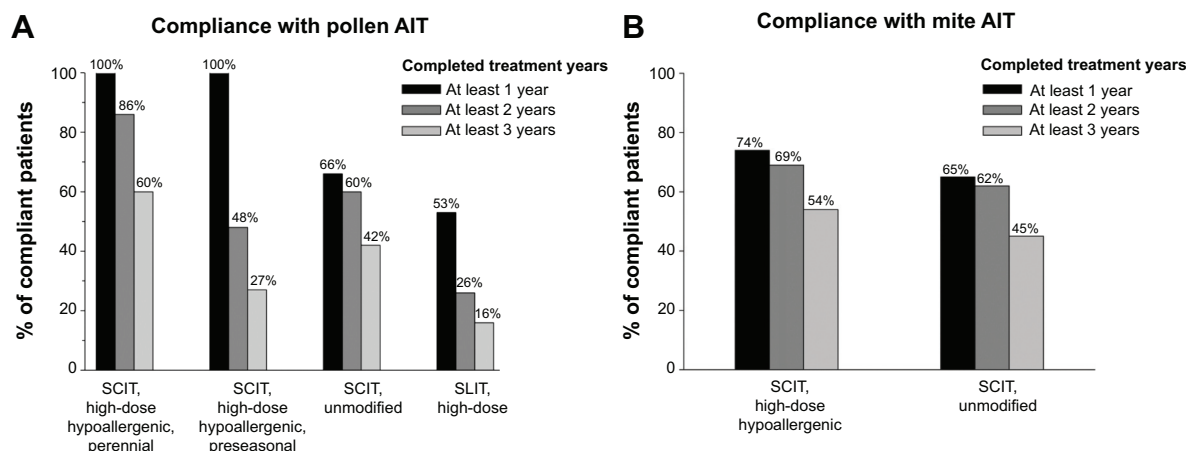 A
Compliance with pollen AIT
% of compliant patients
100
80
60
40
20
0
100%
86%
60%
100%
48%
27%
66%
60%
42%
53%
26%
16%
Completed treatment years
At least 1 year
At least 2 years
At least 3 years
SCIT,
high-dose
hypoallergenic,
perennial
SCIT,
high-dose
hypoallergenic,
preseasonal
SCIT,
unmodified
SLIT,
high-dose
B
Compliance with mite AIT
% of compliant patients
100
80
60
40
20
0
74%
69%
54%
65%
62%
45%
Completed treatment years
At least 1 year
At least 2 years
At least 3 years
SCIT,
high-dose
hypoallergenic
SCIT,
unmodified